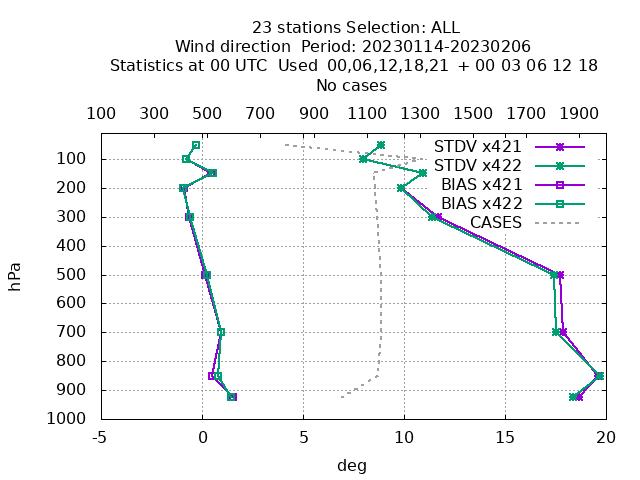 23 stations Selection: ALL
Wind direction  Period: 20230114-20230206
Statistics at 00 UTC  Used  00,06,12,18,21  + 00 03 06 12 18
No cases
100 300 500 700 900 1100 1300 1500 1700 1900
STDV x421
STDV x422
BIAS x421
BIAS x422
CASES
100
200
300
400
500
600
700
800
900
1000
hPa
-5 0 5 10 15 20
deg